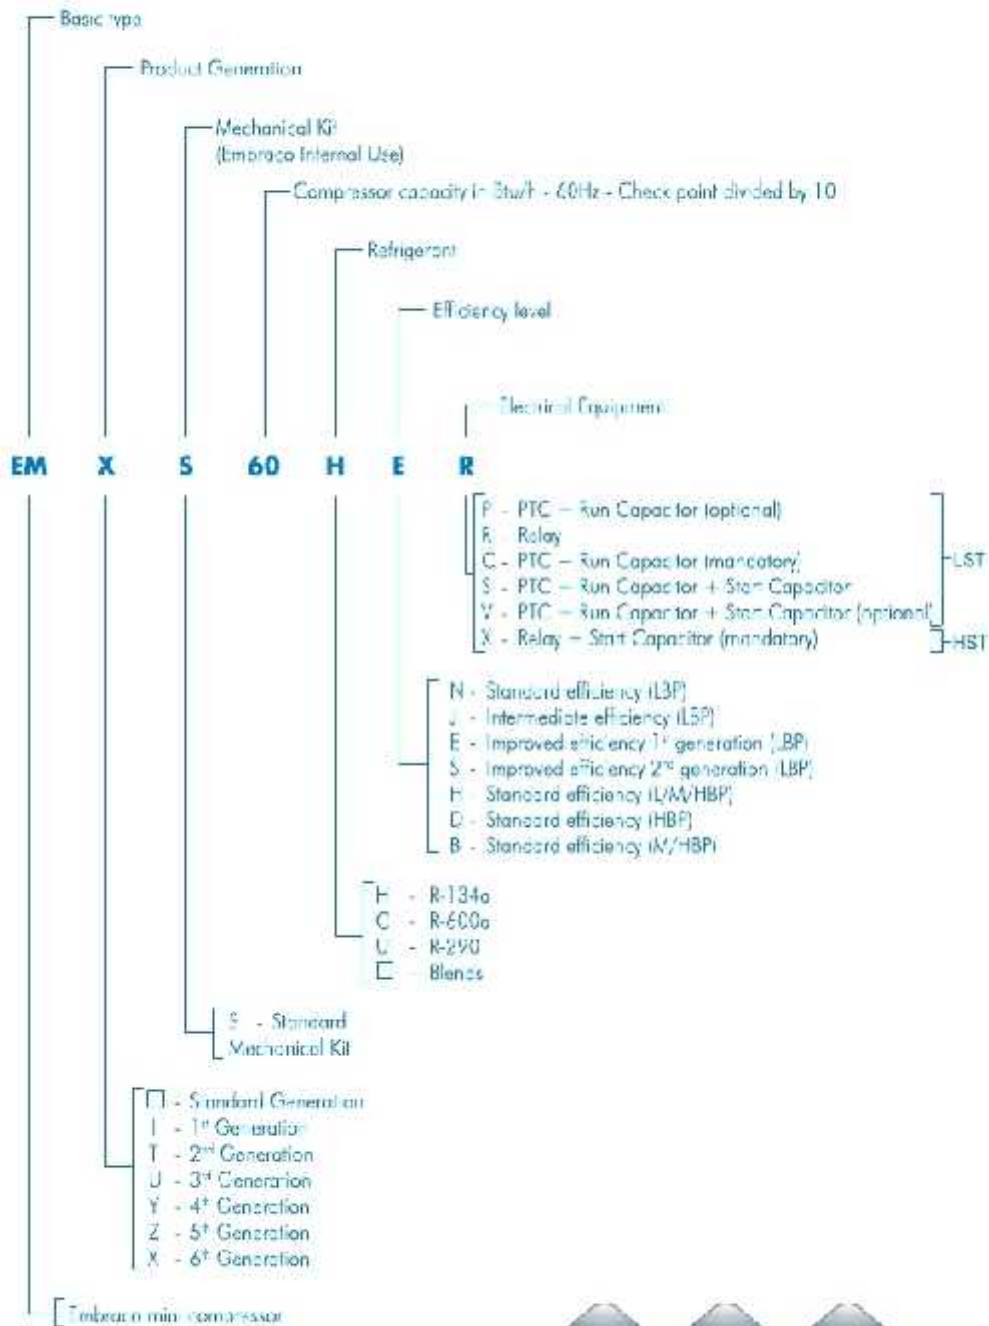 Basic type
Product Generation
Mechanical Kit
(Embraco Internal Use)
Compressor capacity in Btu/h - 60Hz - Check point divided by 10
Refrigerant
Efficiency level
Electrical Equipment
EM X S 60 H E R
P - PTC – Run Capacitor (optional)
R - Relay
C - PTC – Run Capacitor (mandatory)
S - PTC – Run Capacitor + Start Capacitor
V - PTC – Run Capacitor + Start Capacitor (optional)
LST
X - Relay – Start Capacitor (mandatory)
HST
N - Standard efficiency (LBP)
J - Intermediate efficiency (LBP)
E - Improved efficiency 1st generation (LBP)
S - Improved efficiency 2nd generation (LBP)
H - Standard efficiency (L/M/HBP)
D - Standard efficiency (HBP)
B - Standard efficiency (M/HBP)
H - R-134a
C - R-600a
U - R-290
□ - Blends
S - Standard
Mechanical Kit
□ - Standard Generation
I - 1st Generation
T - 2nd Generation
U - 3rd Generation
Y - 4th Generation
Z - 5th Generation
X - 6th Generation
Embraco mini compressor